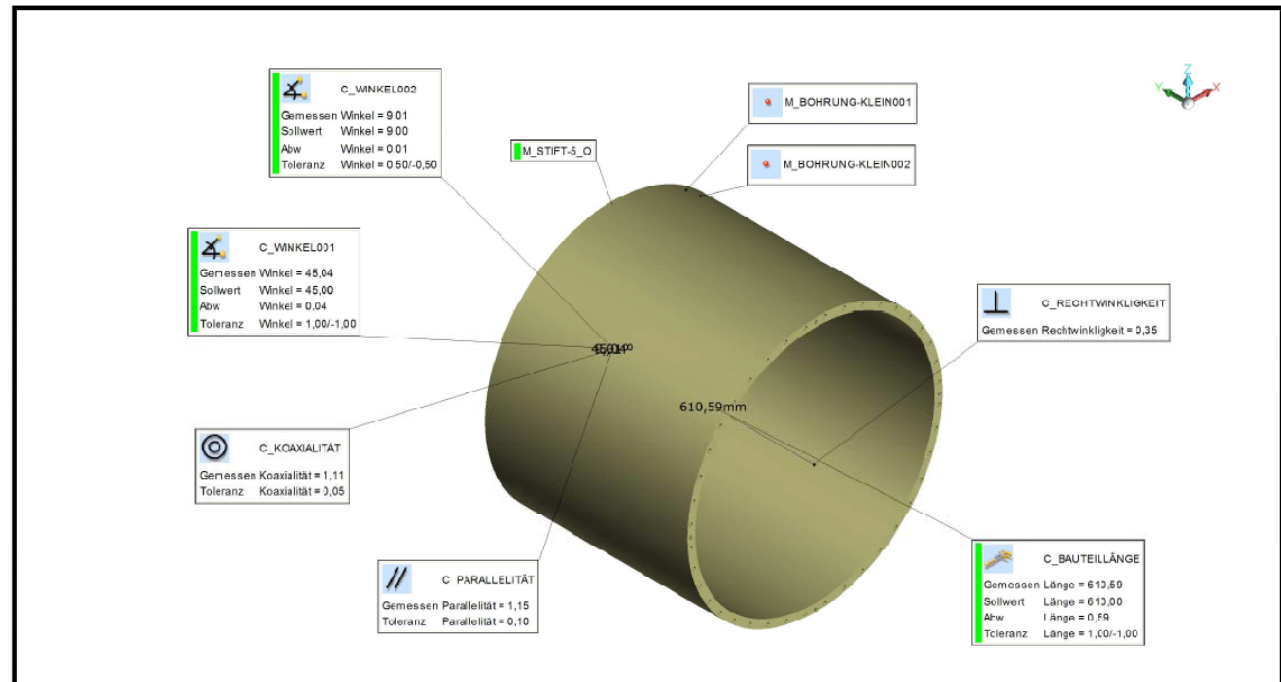 C_WINKEL002
Gemessen Winkel = 9.01
Sollwert Winkel = 9.00
Abw Winkel = 0.01
Toleranz Winkel = 0.50/-0,50
M_STIFT-5_O
M_BOHRUNG-KLEIN001
M_BOHRUNG-KLEIN002
Z
Y
X
C_WINKEL001
Gemessen Winkel = 45,04
Sollwert Winkel = 45,00
Abw Winkel = 0,04
Toleranz Winkel = 1,00/-1,00
C_RECHTWINKLIGKEIT
Gemessen Rechtwinkligkeit = 0,35
610,59mm
C_KOAXIALITÄT
Gemessen Koaxialität = 1,11
Toleranz Koaxialität = 0,05
C_PARALLELITÄT
Gemessen Parallelität = 1,15
Toleranz Parallelität = 0,10
C_BAUTEILLÄNGE
Gemessen Länge = 610,59
Sollwert Länge = 610,00
Abw Länge = 0,59
Toleranz Länge = 1,00/-1,00